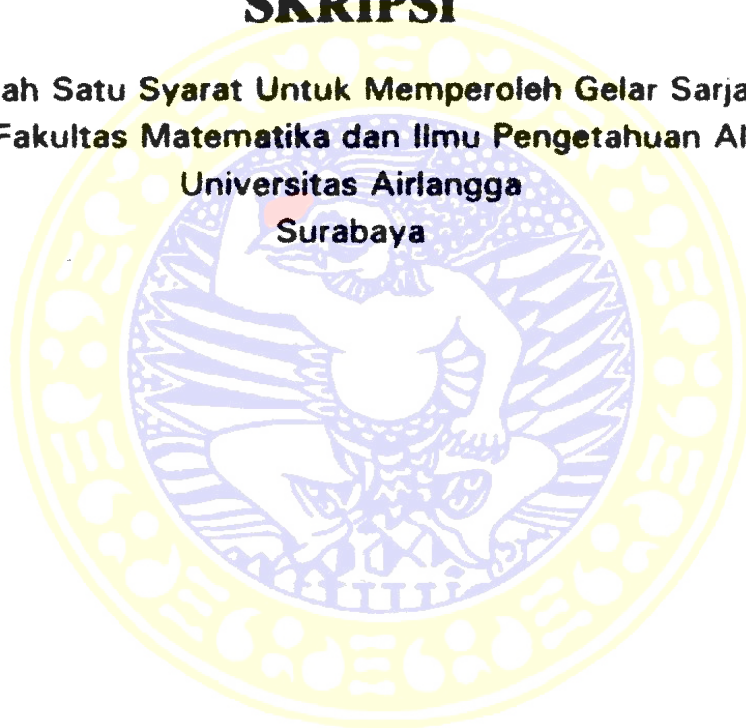 SKRIPSI
ah Satu Syarat Untuk Memperoleh Gelar Sarja
Fakultas Matematika dan Ilmu Pengetahuan Al
Universitas Airlangga
Surabaya